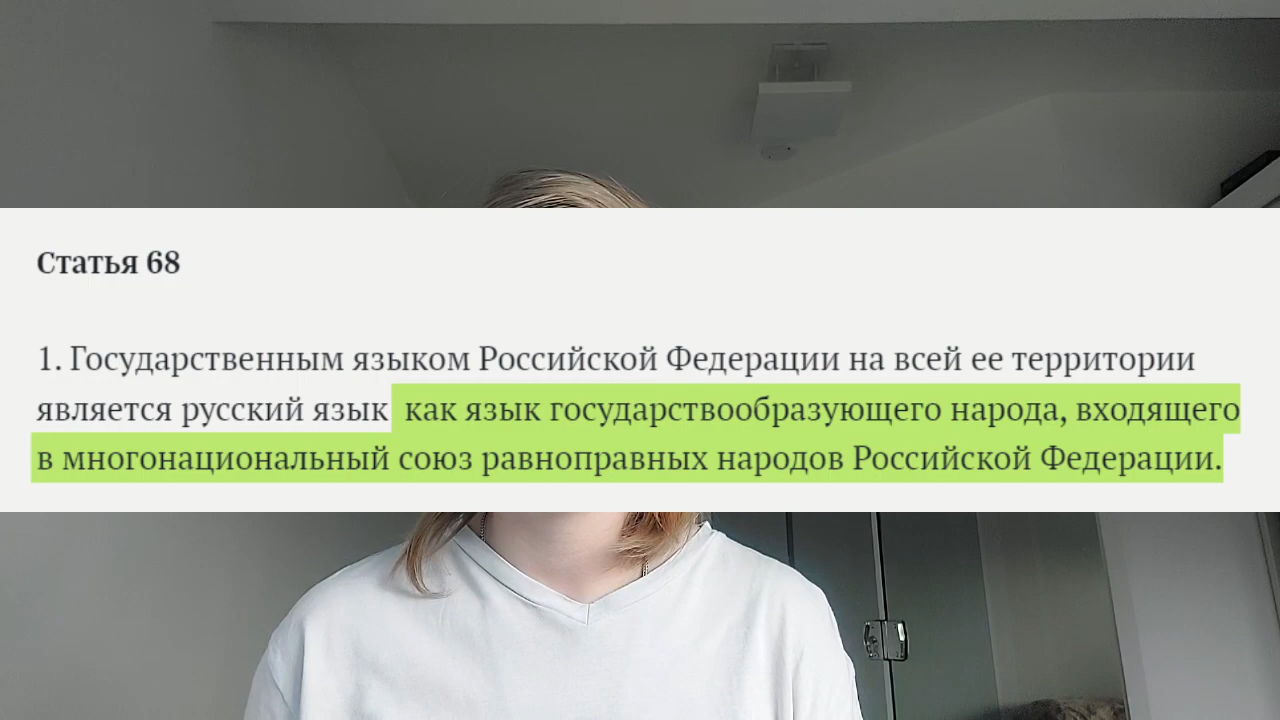 Статья 68
1. Государственным языком Российской Федерации на всей ее территории
является русский язык как язык государствообразующего народа, входящего
в многонациональный союз равноправных народов Российской Федерации.